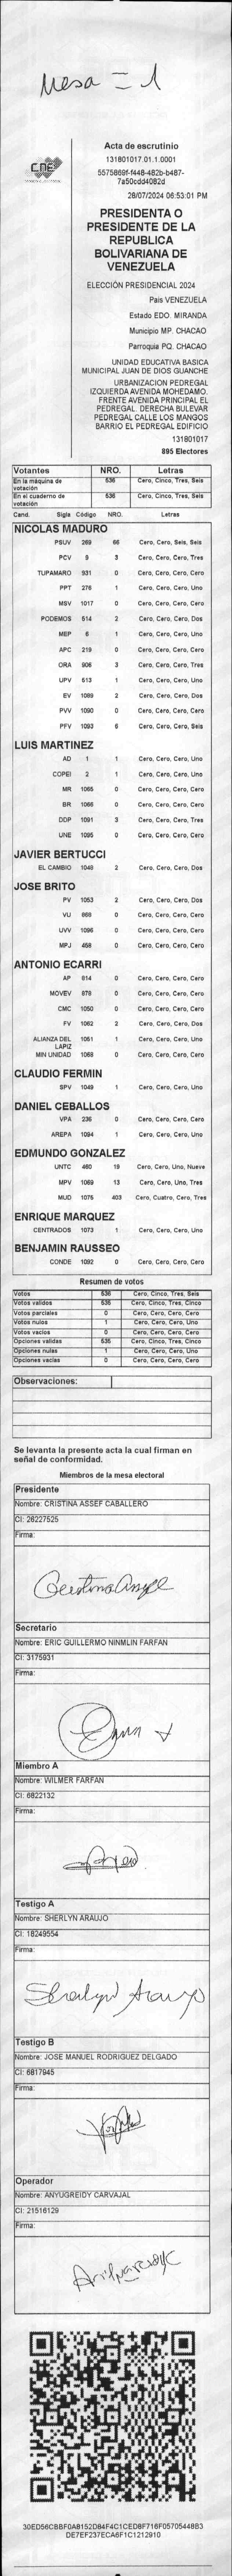 Mesa = 1
CNE
Acta de escrutinio
131801017.01.1.0001
5575869f-f448-482b-b487-
7a50cdd4082d
28/07/2024 06:53:01 PM
PRESIDENTA O
PRESIDENTE DE LA
REPUBLICA
BOLIVARIANA DE
VENEZUELA
ELECCIÓN PRESIDENCIAL 2024
Pais VENEZUELA
Estado EDO. MIRANDA
Municipio MP. CHACAO
Parroquia PQ. CHACAO
UNIDAD EDUCATIVA BASICA
MUNICIPAL JUAN DE DIOS GUANCHE
URBANIZACION PEDREGAL
IZQUIERDA AVENIDA MOHEDAMO.
FRENTE AVENIDA PRINCIPAL EL
PEDREGAL. DERECHA BULEVAR
PEDREGAL CALLE LOS MANGOS
BARRIO EL PEDREGAL EDIFICIO
131801017
895 Electores
Votantes NRO. Letras
En la máquina de votación 536 Cero, Cinco, Tres, Seis
En el cuaderno de votación 536 Cero, Cinco, Tres, Seis
Cand. Sigla Código NRO. Letras
NICOLAS MADURO
PSUV 269 66 Cero, Cero, Seis, Seis
PCV 9 3 Cero, Cero, Cero, Tres
TUPAMARO 931 0 Cero, Cero, Cero, Cero
PPT 276 1 Cero, Cero, Cero, Uno
MSV 1017 0 Cero, Cero, Cero, Cero
PODEMOS 514 2 Cero, Cero, Cero, Dos
MEP 6 1 Cero, Cero, Cero, Uno
APC 219 0 Cero, Cero, Cero, Cero
ORA 906 3 Cero, Cero, Cero, Tres
UPV 513 1 Cero, Cero, Cero, Uno
EV 1089 2 Cero, Cero, Cero, Dos
PVV 1090 0 Cero, Cero, Cero, Cero
PFV 1093 6 Cero, Cero, Cero, Seis
LUIS MARTINEZ
AD 1 1 Cero, Cero, Cero, Uno
COPEI 2 1 Cero, Cero, Cero, Uno
MR 1065 0 Cero, Cero, Cero, Cero
BR 1066 0 Cero, Cero, Cero, Cero
DDP 1091 3 Cero, Cero, Cero, Tres
UNE 1095 0 Cero, Cero, Cero, Cero
JAVIER BERTUCCI
EL CAMBIO 1048 2 Cero, Cero, Cero, Dos
JOSE BRITO
PV 1053 2 Cero, Cero, Cero, Dos
VU 868 0 Cero, Cero, Cero, Cero
UVV 1096 0 Cero, Cero, Cero, Cero
MPJ 458 0 Cero, Cero, Cero, Cero
ANTONIO ECARRI
AP 814 0 Cero, Cero, Cero, Cero
MOVEV 878 0 Cero, Cero, Cero, Cero
CMC 1050 0 Cero, Cero, Cero, Cero
FV 1062 2 Cero, Cero, Cero, Dos
ALIANZA DEL LAPIZ 1051 1 Cero, Cero, Cero, Uno
MIN UNIDAD 1068 0 Cero, Cero, Cero, Cero
CLAUDIO FERMIN
SPV 1049 1 Cero, Cero, Cero, Uno
DANIEL CEBALLOS
VPA 236 0 Cero, Cero, Cero, Cero
AREPA 1094 1 Cero, Cero, Cero, Uno
EDMUNDO GONZALEZ
UNTC 480 19 Cero, Cero, Uno, Nueve
MPV 1069 13 Cero, Cero, Uno, Tres
MUD 1075 403 Cero, Cuatro, Cero, Tres
ENRIQUE MARQUEZ
CENTRADOS 1073 1 Cero, Cero, Cero, Uno
BENJAMIN RAUSSEO
CONDE 1092 0 Cero, Cero, Cero, Cero
Resumen de votos
Votos 536 Cero, Cinco, Tres, Seis
Votos validos 535 Cero, Cinco, Tres, Cinco
Votos parciales 0 Cero, Cero, Cero, Cero
Votos nulos 1 Cero, Cero, Cero, Uno
Votos vacios 0 Cero, Cero, Cero, Cero
Opciones validas 535 Cero, Cinco, Tres, Cinco
Opciones nulas 1 Cero, Cero, Cero, Uno
Opciones vacias 0 Cero, Cero, Cero, Cero
Observaciones:
Se levanta la presente acta la cual firman en
señal de conformidad.
Miembros de la mesa electoral
Presidente
Nombre: CRISTINA ASSEF CABALLERO
CI: 26227525
Firma:
Secretario
Nombre: ERIC GUILLERMO NINMLIN FARFAN
CI: 3175931
Firma:
Miembro A
Nombre: WILMER FARFAN
CI: 6822132
Firma:
Testigo A
Nombre: SHERLYN ARAUJO
CI: 18249554
Firma:
Sherlyn Araujo
Testigo B
Nombre: JOSE MANUEL RODRIGUEZ DELGADO
CI: 6817945
Firma:
Operador
Nombre: ANYUGREIDY CARVAJAL
CI: 21516129
Firma:
30ED56CBBF0A8152D84F4C1CED8F716F05705448B3
DE7EF237ECA6F1C1212910